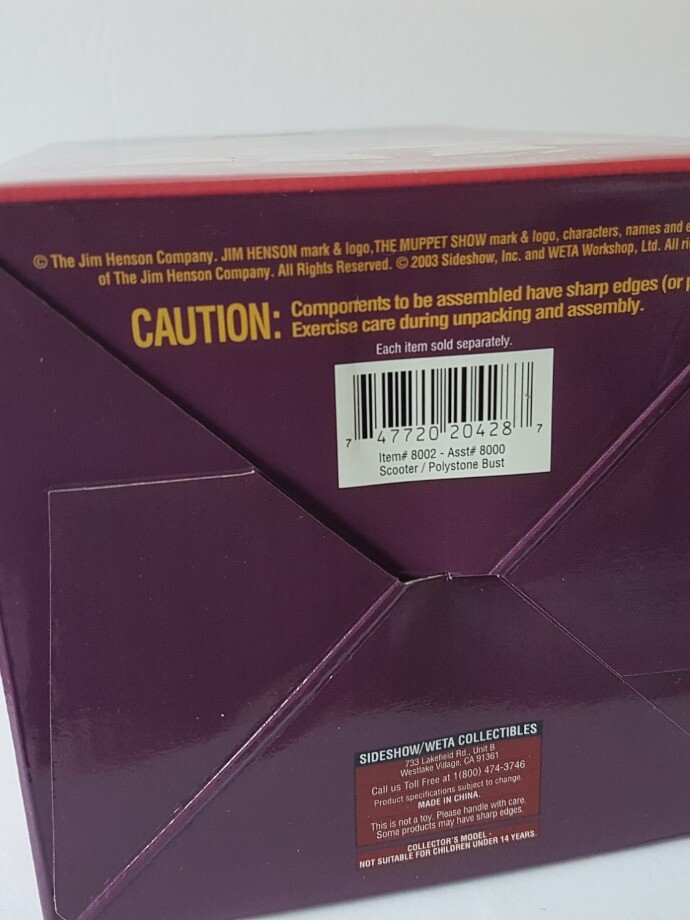 © The Jim Henson Company. JIM HENSON mark & logo, THE MUPPET SHOW mark & logo, characters, names and
of The Jim Henson Company. All Rights Reserved. © 2003 Sideshow, Inc. and WETA Workshop, Ltd. All
CAUTION: Components to be assembled have sharp edges (or
Exercise care during unpacking and assembly.
Each item sold separately.
7 47720 20428 7
Item# 8002 - Asst# 8000
Scooter / Polystone Bust
SIDESHOW/WETA COLLECTIBLES
733 Lakefield Rd., Unit B
Westlake Village, CA 91361
Call us Toll Free at 1(800) 474-3746
Product specifications subject to change.
MADE IN CHINA.
This is not a toy. Please handle with care.
Some products may have sharp edges.
COLLECTOR'S MODEL -
NOT SUITABLE FOR CHILDREN UNDER 14 YEARS.